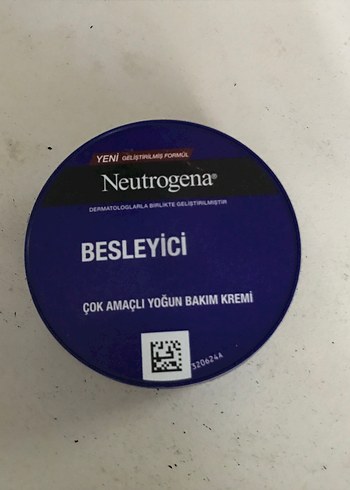 YENİ GELİŞTİRİLMİŞ FORMÜL
Neutrogena®
DERMATOLOGLARLA BİRLİKTE GELİŞTİRİLMİŞTİR
BESLEYİCİ
ÇOK AMAÇLI YOĞUN BAKIM KREMİ
320624A